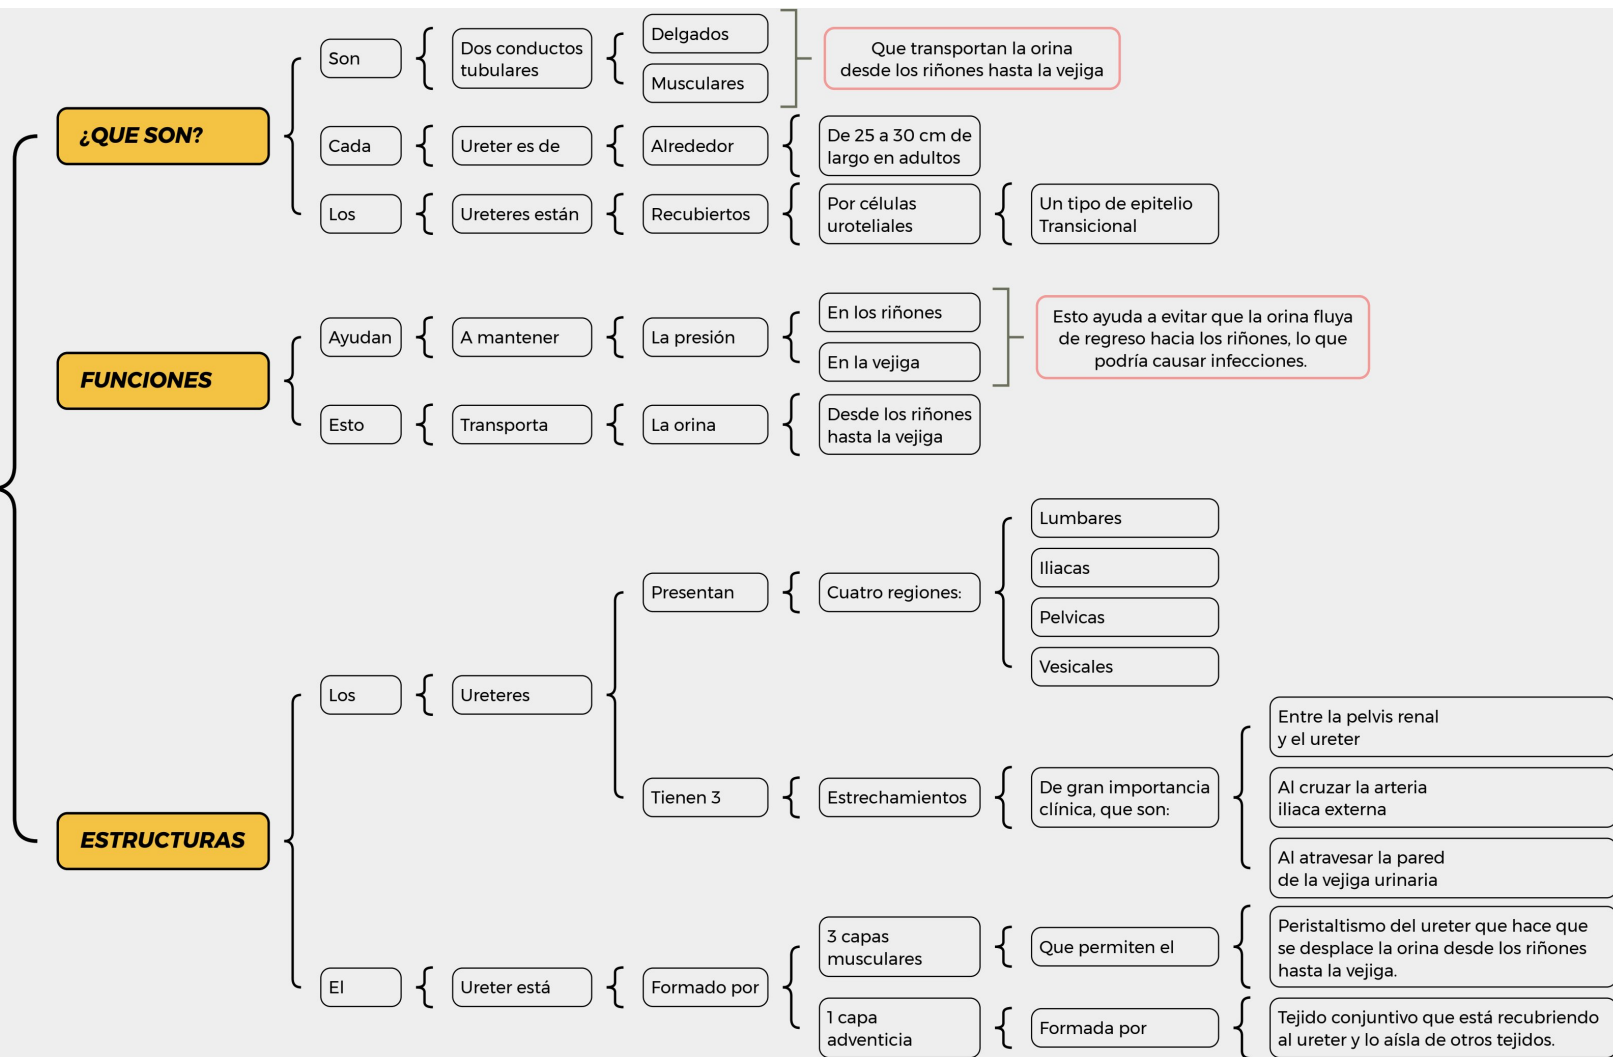 ¿QUE SON?
Son
Dos conductos
tubulares
Delgados
Musculares
Que transportan la orina
desde los riñones hasta la vejiga
Cada
Ureter es de
Alrededor
De 25 a 30 cm de
largo en adultos
Los
Ureteres están
Recubiertos
Por células
uroteliales
Un tipo de epitelio
Transicional
FUNCIONES
Ayudan
A mantener
La presión
En los riñones
En la vejiga
Esto ayuda a evitar que la orina fluya
de regreso hacia los riñones, lo que
podría causar infecciones.
Esto
Transporta
La orina
Desde los riñones
hasta la vejiga
ESTRUCTURAS
Los
Ureteres
Presentan
Cuatro regiones:
Lumbares
Iliacas
Pelvicas
Vesicales
Tienen 3
Estrechamientos
De gran importancia
clínica, que son:
Entre la pelvis renal
y el ureter
Al cruzar la arteria
iliaca externa
Al atravesar la pared
de la vejiga urinaria
El
Ureter está
Formado por
3 capas
musculares
Que permiten el
Peristaltismo del ureter que hace que
se desplace la orina desde los riñones
hasta la vejiga.
1 capa
adventicia
Formada por
Tejido conjuntivo que está recubriendo
al ureter y lo aísla de otros tejidos.